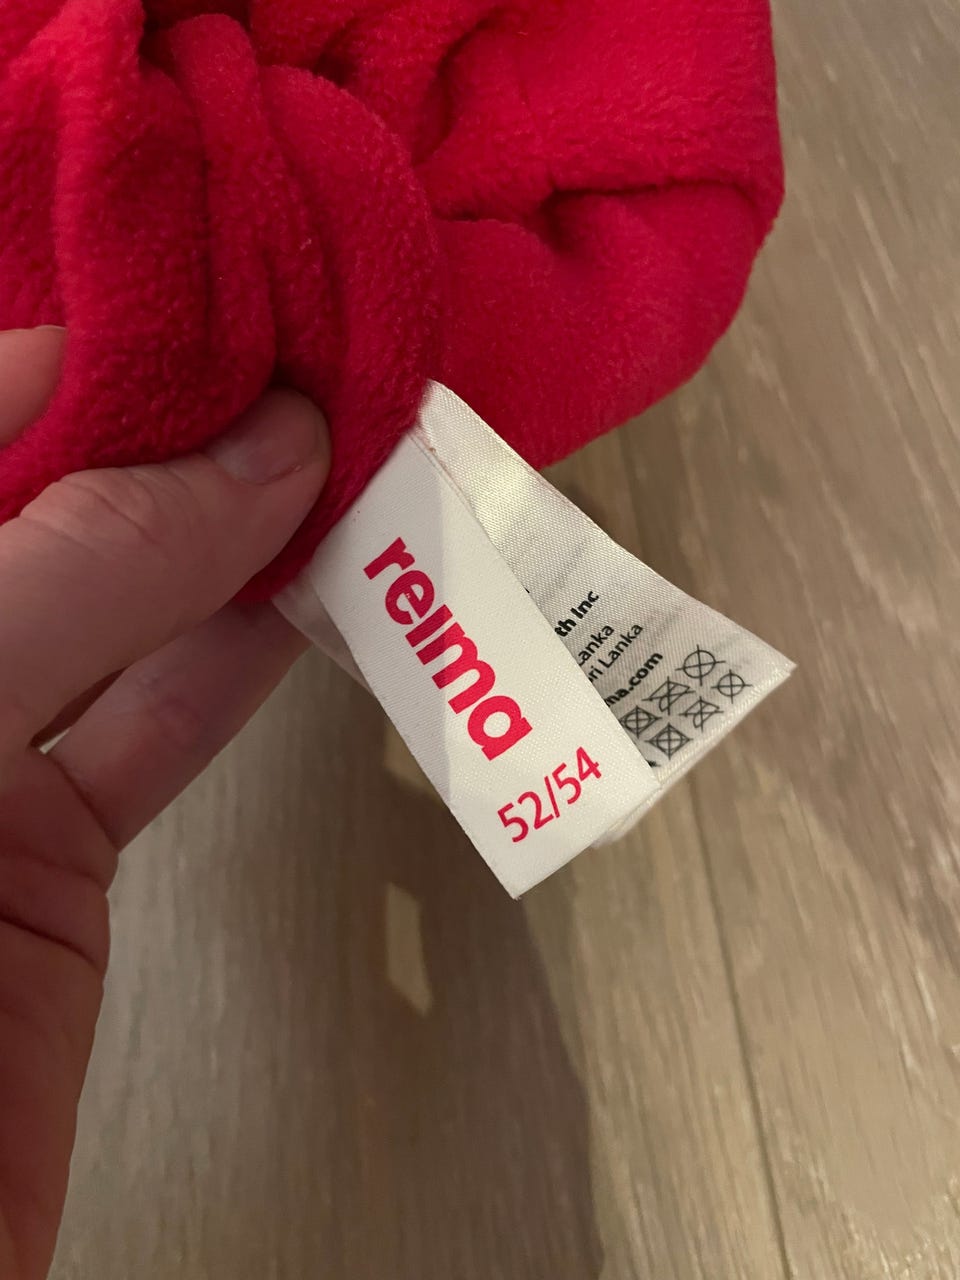 reima
52/54
th Inc
Lanka
ri Lanka
ma.com